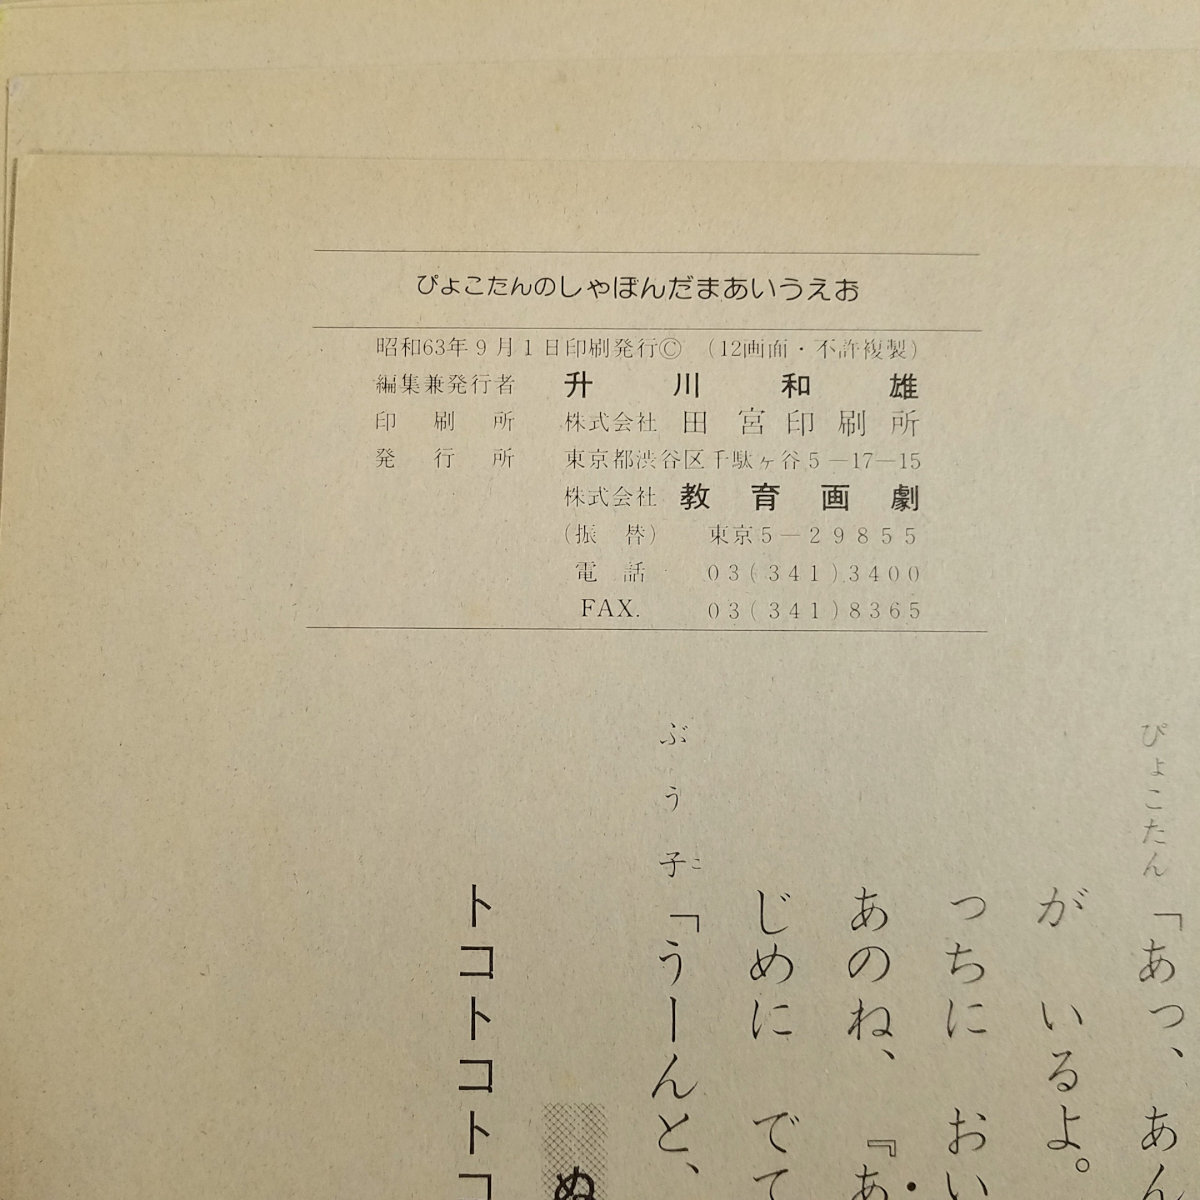 ぴょこたんのしゃぼんだまあいうえお
昭和63年9月1日印刷発行© (12画面・不許複製)
編集兼発行者 升川和雄
印刷所 株式会社 田宮印刷所
発行所 東京都渋谷区千駄ヶ谷5-17-15
株式会社 教育画劇
(振替) 東京5-29855
電話 03(341)3400
FAX. 03(341)8365
ぴょこたん「あっ、あん
が いるよ。
っちに おい
あのね、『あ
じめに でて
ぶう子「うーんと、
こ
ぬ
トコトコトコ